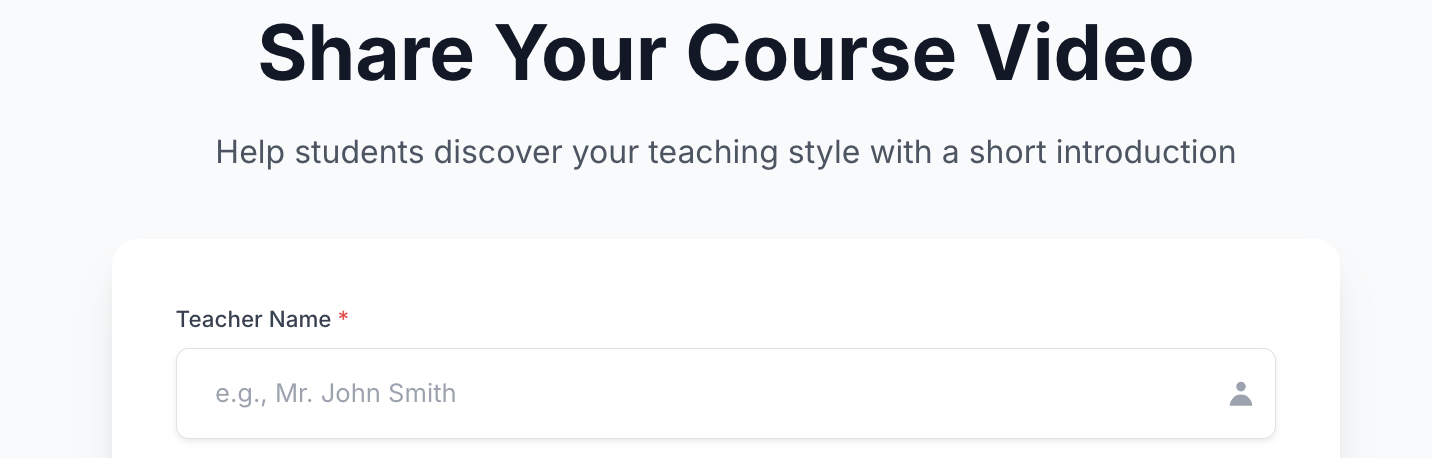 Share Your Course Video
Help students discover your teaching style with a short introduction
Teacher Name *
e.g., Mr. John Smith